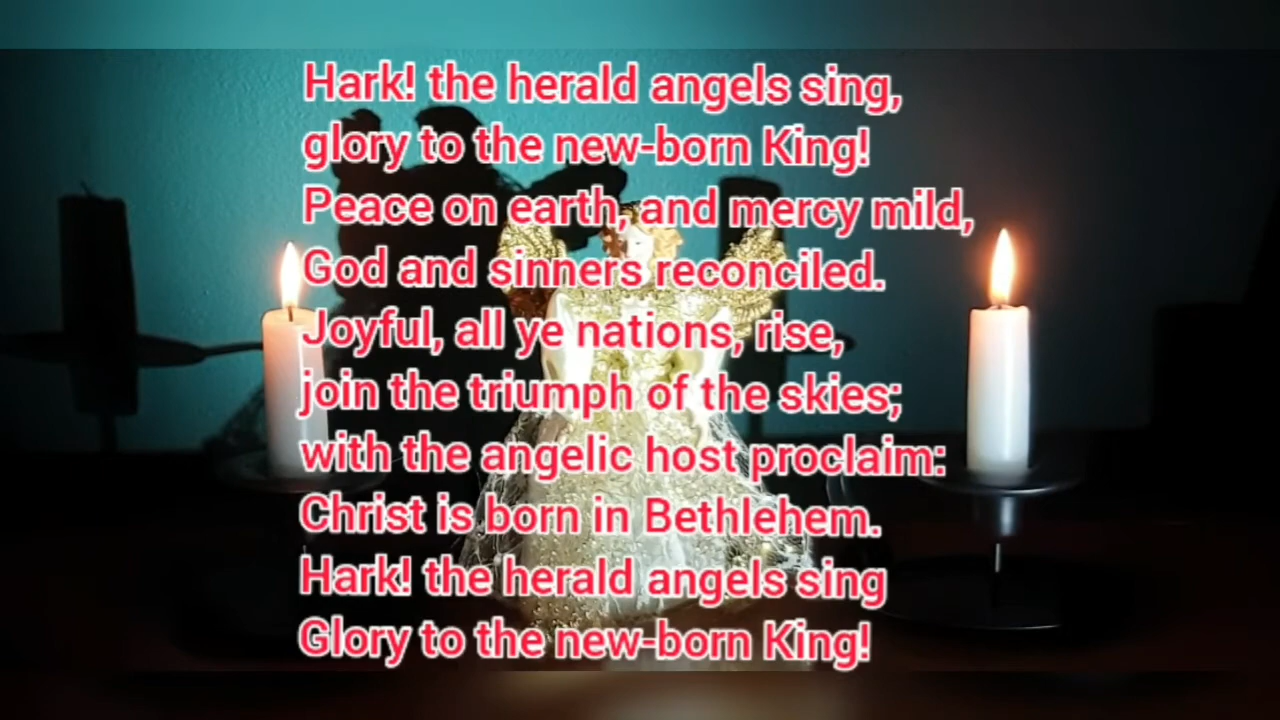 Hark! the herald angels sing,
glory to the new-born King!
Peace on earth, and mercy mild,
God and sinners reconciled.
Joyful, all ye nations, rise,
join the triumph of the skies;
with the angelic host proclaim:
Christ is born in Bethlehem.
Hark! the herald angels sing
Glory to the new-born King!